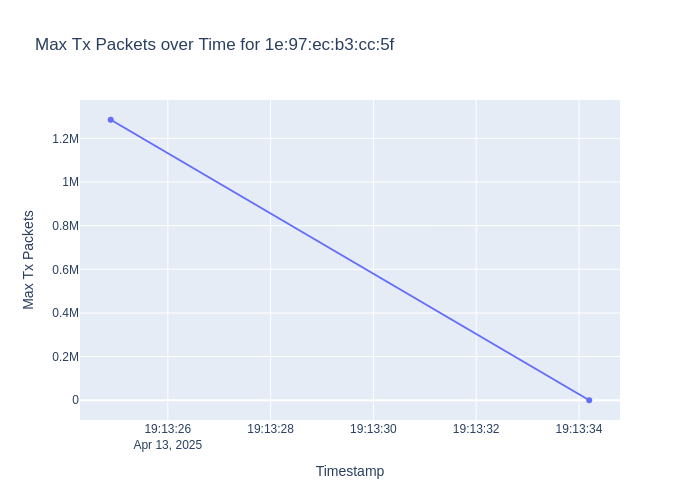 Max Tx Packets over Time for 1e:97:ec:b3:cc:5f
Max Tx Packets
1.2M
1M
0.8M
0.6M
0.4M
0.2M
0
19:13:26
Apr 13, 2025
19:13:28
19:13:30
19:13:32
19:13:34
Timestamp